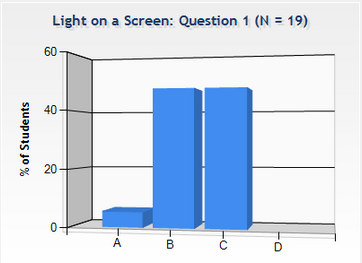 Light on a Screen: Question 1 (N = 19)
% of Students
60
40
20
0
A B C D